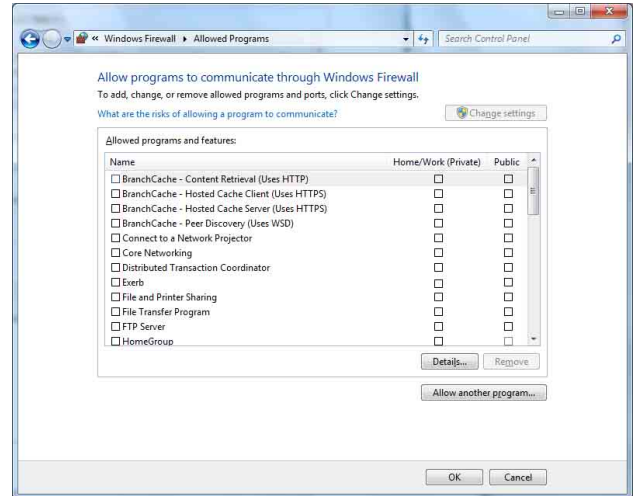 « Windows Firewall ▸ Allowed Programs
Search Control Panel
Allow programs to communicate through Windows Firewall
To add, change, or remove allowed programs and ports, click Change settings.
What are the risks of allowing a program to communicate?
Change settings
Allowed programs and features:
Name Home/Work (Private) Public
BranchCache - Content Retrieval (Uses HTTP)
BranchCache - Hosted Cache Client (Uses HTTPS)
BranchCache - Hosted Cache Server (Uses HTTPS)
BranchCache - Peer Discovery (Uses WSD)
Connect to a Network Projector
Core Networking
Distributed Transaction Coordinator
Exerb
File and Printer Sharing
File Transfer Program
FTP Server
HomeGroup
Details... Remove
Allow another program...
OK Cancel